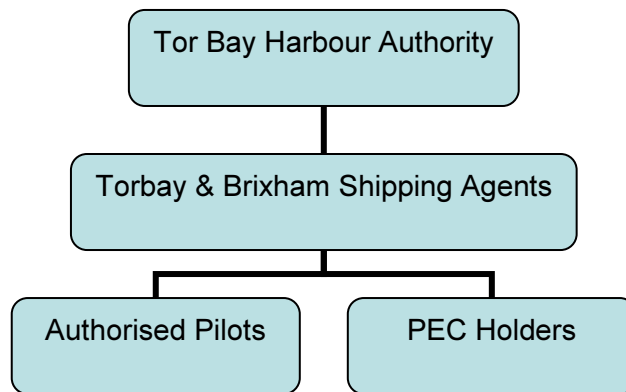 Tor Bay Harbour Authority
Torbay & Brixham Shipping Agents
Authorised Pilots
PEC Holders